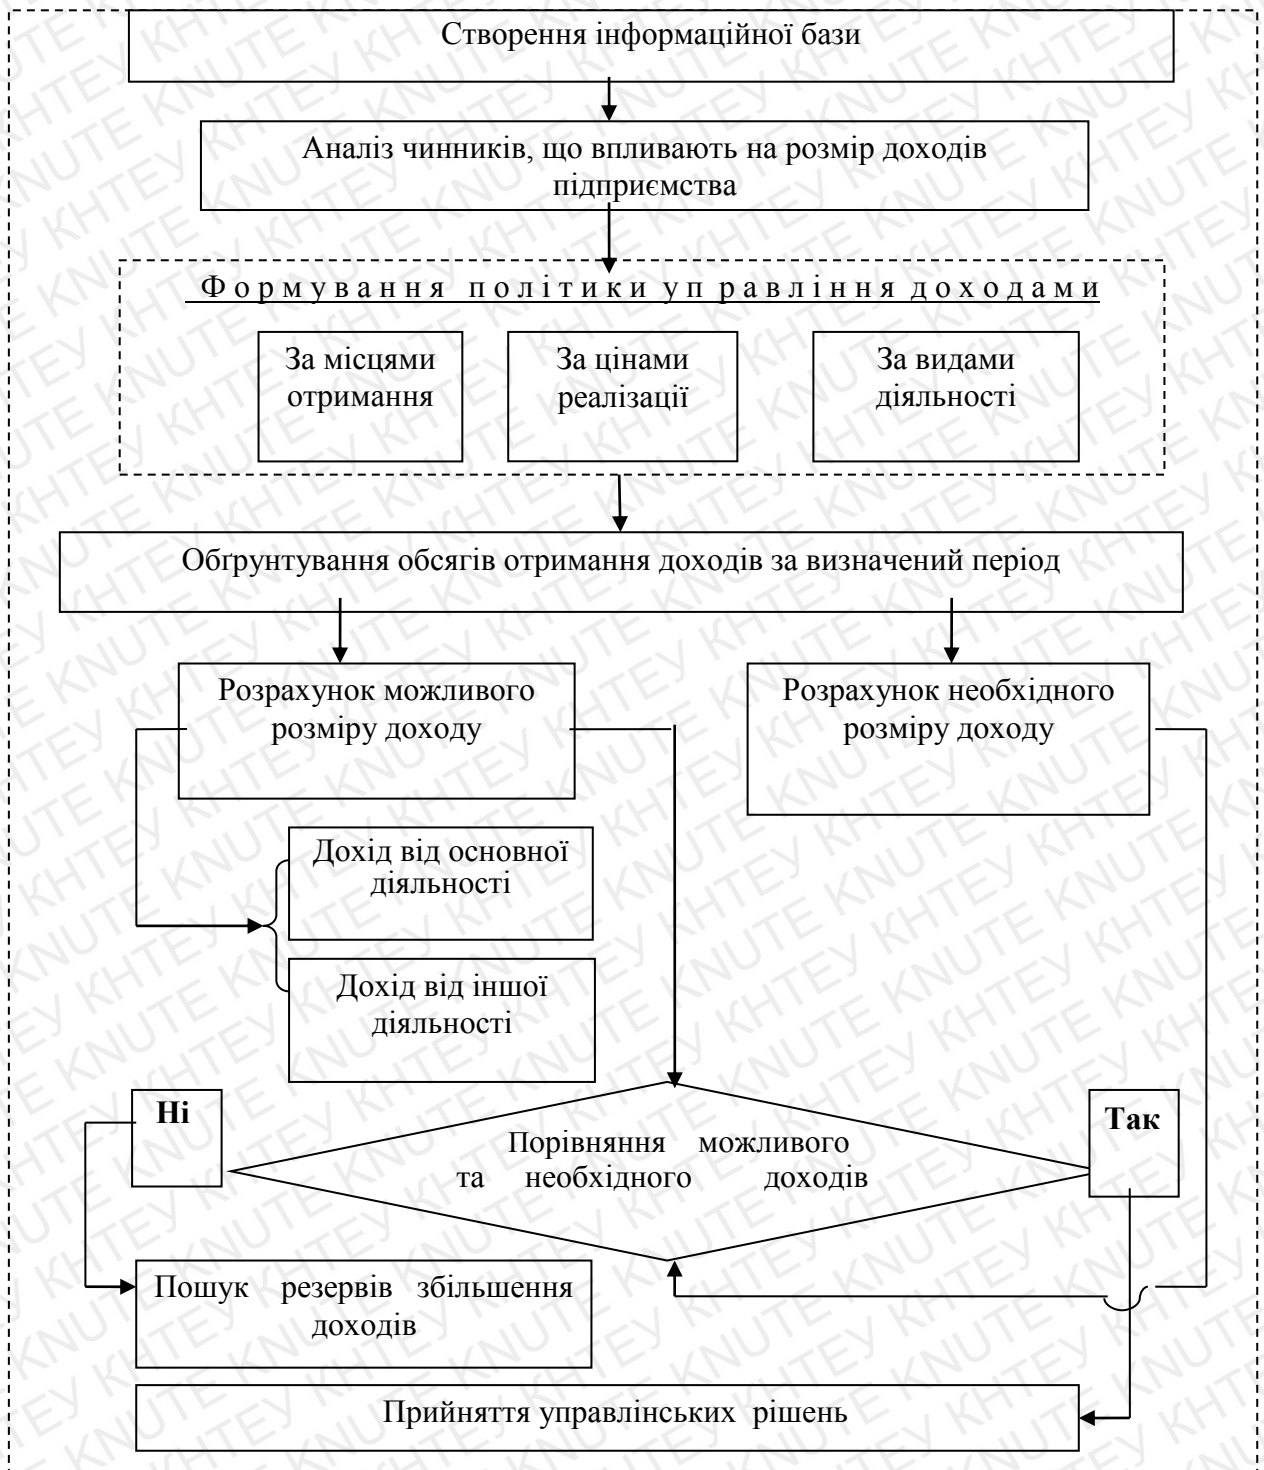 Створення інформаційної бази
Аналіз чинників, що впливають на розмір доходів
підприємства
Формування політики управління доходами
За місцями
отримання
За цінами
реалізації
За видами
діяльності
Обґрунтування обсягів отримання доходів за визначений період
Розрахунок можливого
розміру доходу
Розрахунок необхідного
розміру доходу
Дохід від основної
діяльності
Дохід від іншої
діяльності
Ні
Порівняння можливого
та необхідного доходів
Так
Пошук резервів збільшення
доходів
Прийняття управлінських рішень